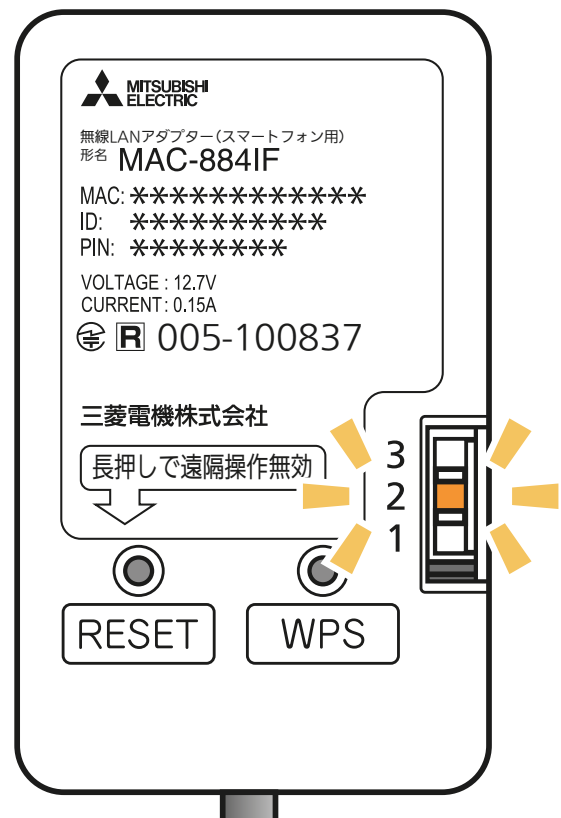 MITSUBISHI
ELECTRIC
無線LANアダプター(スマートフォン用)
形名 MAC-884IF
MAC: ************
ID: **********
PIN: ********
VOLTAGE : 12.7V
CURRENT : 0.15A
R 005-100837
三菱電機株式会社
長押しで遠隔操作無効
3
2
1
RESET
WPS